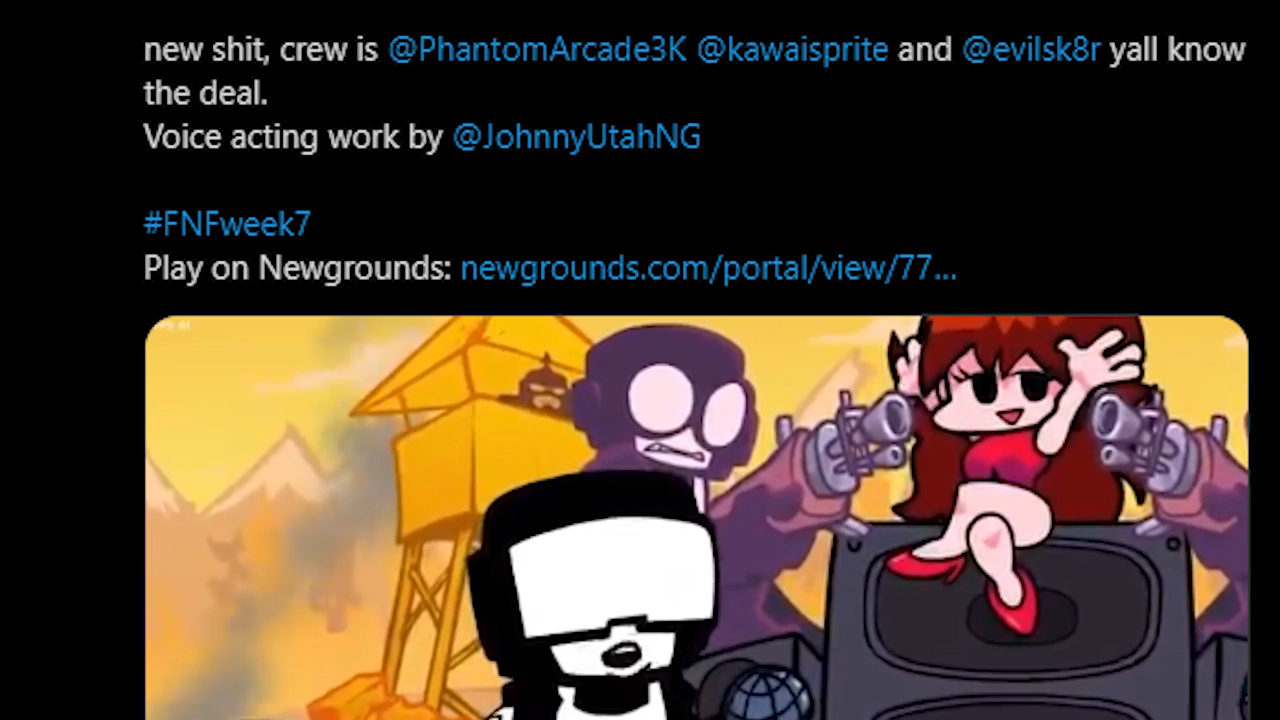 new shit, crew is @PhantomArcade3K @kawaisprite and @evilsk8r yall know
the deal.
Voice acting work by @JohnnyUtahNG
#FNFweek7
Play on Newgrounds: newgrounds.com/portal/view/77...